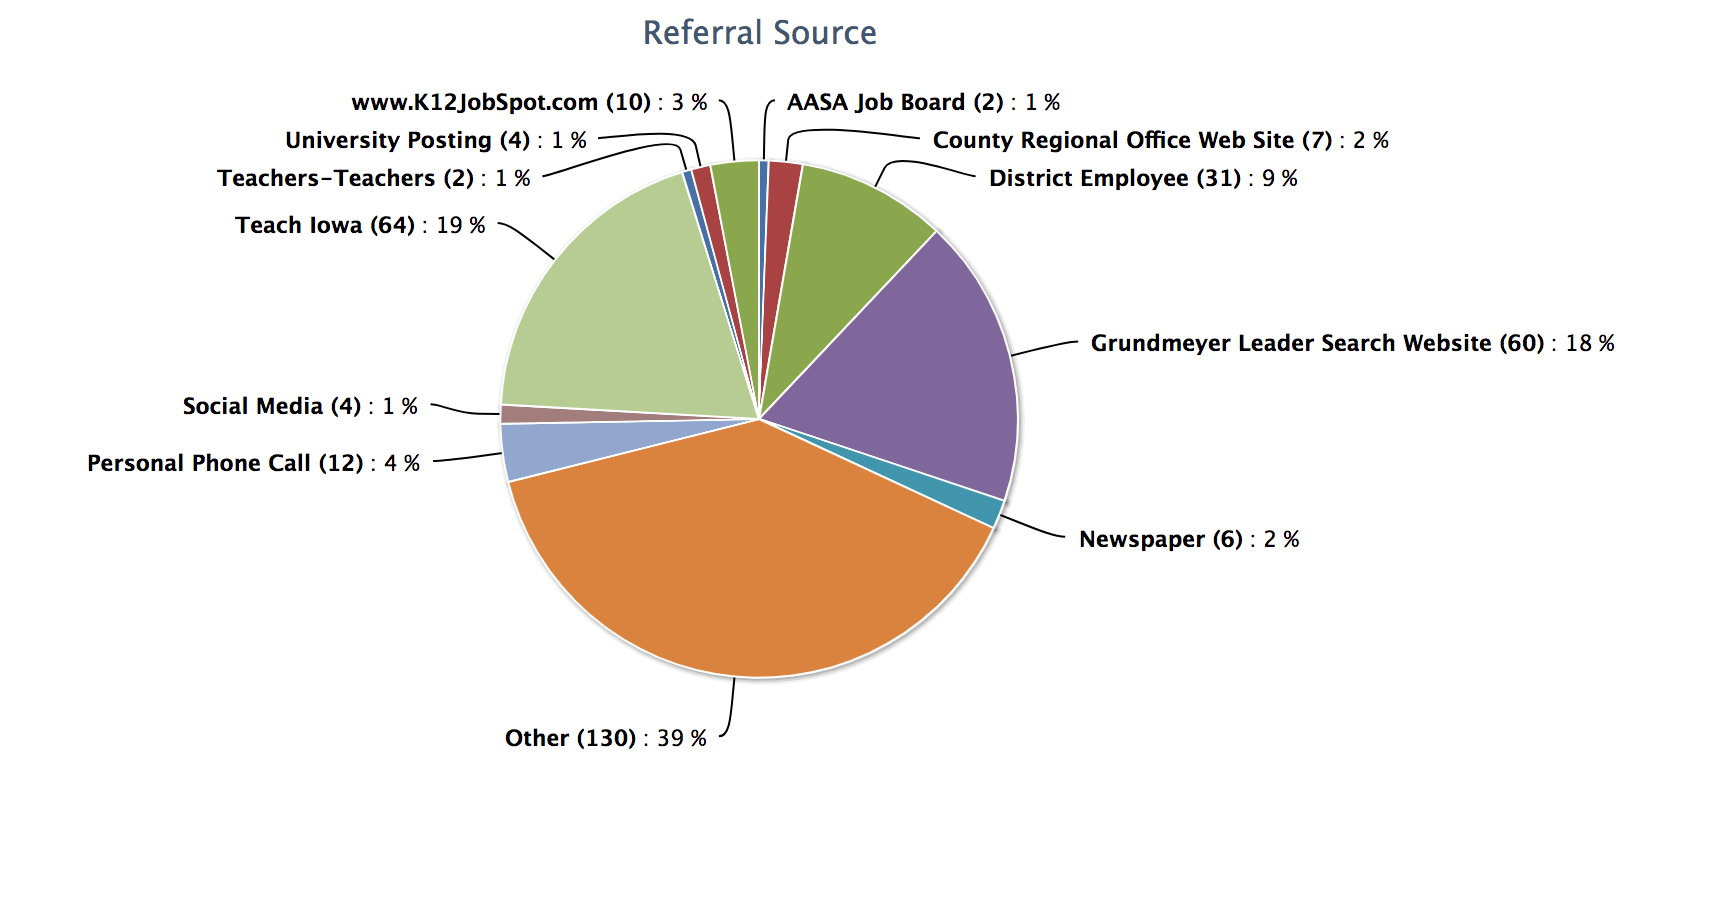 Referral Source
www.K12JobSpot.com (10) : 3 %
AASA Job Board (2) : 1 %
University Posting (4) : 1 %
County Regional Office Web Site (7) : 2 %
Teachers-Teachers (2) : 1 %
District Employee (31) : 9 %
Teach Iowa (64) : 19 %
Grundmeyer Leader Search Website (60) : 18 %
Social Media (4) : 1 %
Personal Phone Call (12) : 4 %
Newspaper (6) : 2 %
Other (130) : 39 %